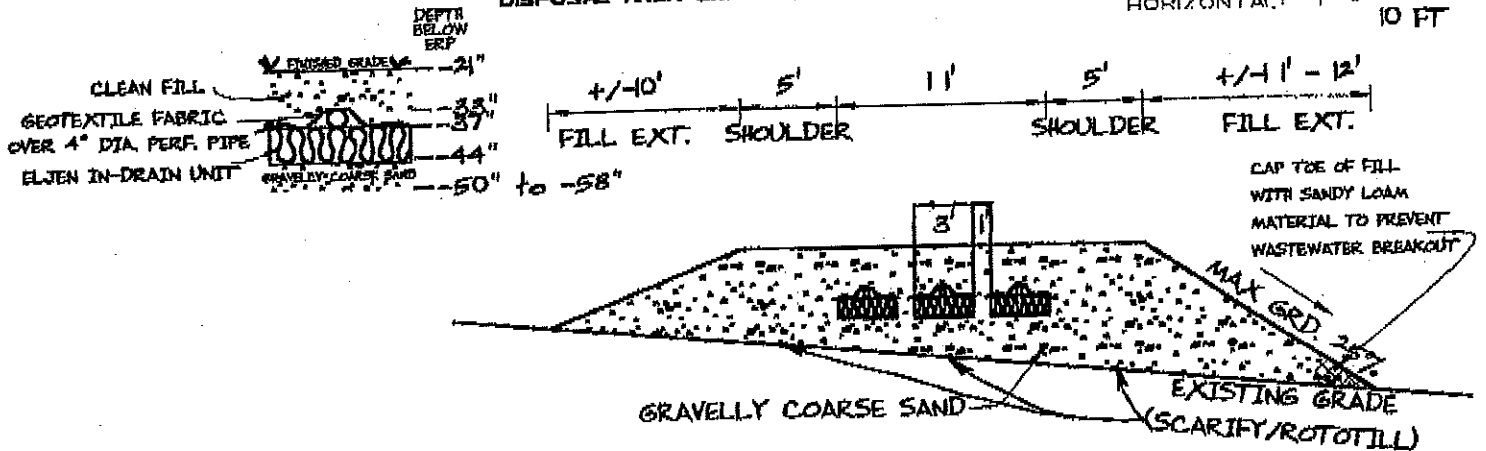 DISPOSAL AREA
10 FT
DEPTH
BELOW
ERP
FINISHED GRADE
-21"
CLEAN FILL
-33"
GEOTEXTILE FABRIC
-37"
OVER 4" DIA. PERF. PIPE
-44"
ELJEN IN-DRAIN UNIT
GRAVELLY COARSE SAND
-50" to -58"
+/-10'
5'
11'
5'
+/-11' - 12'
FILL EXT.
SHOULDER
SHOULDER
FILL EXT.
CAP TOE OF FILL
WITH SANDY LOAM
MATERIAL TO PREVENT
WASTEWATER BREAKOUT
3'
1'
MAX GRD 25%
GRAVELLY COARSE SAND
EXISTING GRADE
(SCARIFY/ROTOTILL)